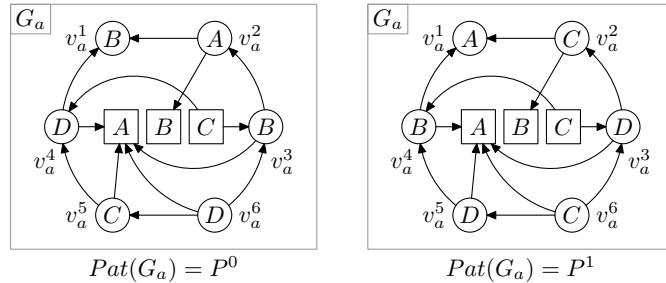 G_a
v_a^1 B A v_a^2
D A B C B
v_a^4 v_a^3
v_a^5 C D v_a^6
Pat(G_a) = P^0
G_a
v_a^1 A C v_a^2
B A B C D
v_a^4 v_a^3
v_a^5 D C v_a^6
Pat(G_a) = P^1